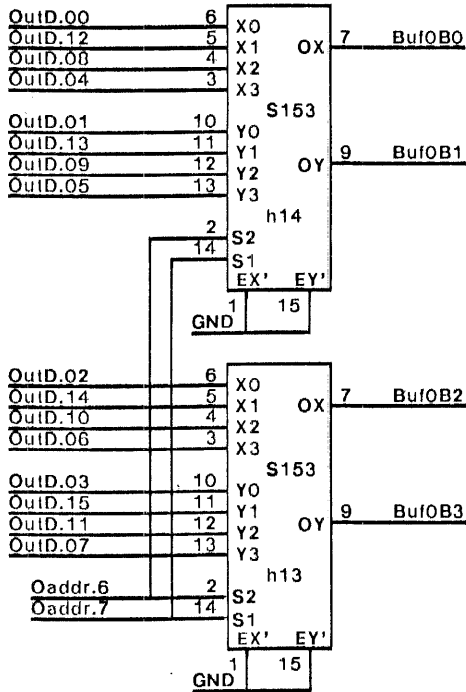 OutD.00 6 X0 OX 7 Buf0B0
OutD.12 5 X1
OutD.08 4 X2
OutD.04 3 X3
S153
OutD.01 10 Y0
OutD.13 11 Y1 OY 9 Buf0B1
OutD.09 12 Y2
OutD.05 13 Y3
h14
2 S2
14 S1
EX' EY'
1 15
GND
OutD.02 6 X0 OX 7 Buf0B2
OutD.14 5 X1
OutD.10 4 X2
OutD.06 3 X3
S153
OutD.03 10 Y0
OutD.15 11 Y1 OY 9 Buf0B3
OutD.11 12 Y2
OutD.07 13 Y3
h13
Oaddr.6 2 S2
Oaddr.7 14 S1
EX' EY'
1 15
GND